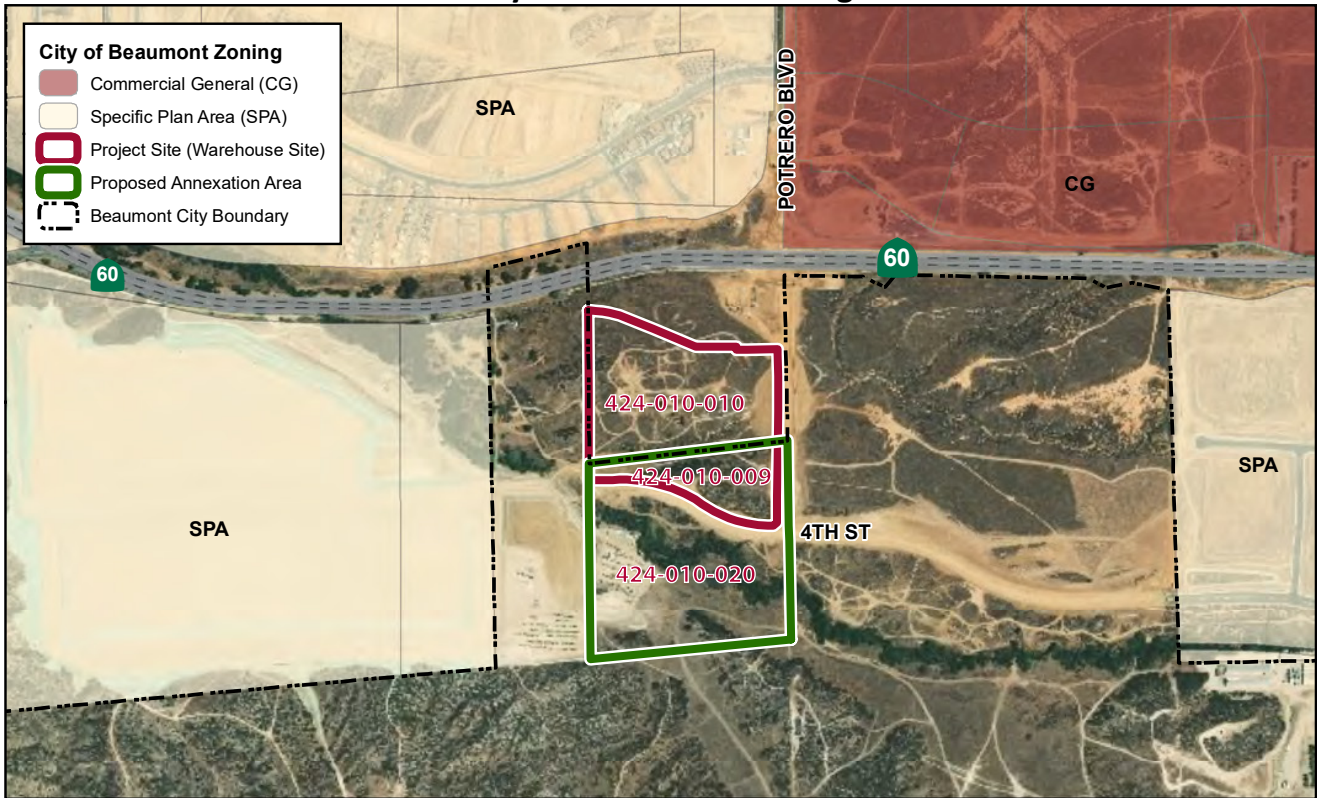 City of Beaumont Zoning
Commercial General (CG)
Specific Plan Area (SPA)
Project Site (Warehouse Site)
Proposed Annexation Area
Beaumont City Boundary
SPA
POTRERO BLVD
CG
60
60
424-010-010
424-010-009
SPA
SPA
4TH ST
424-010-020